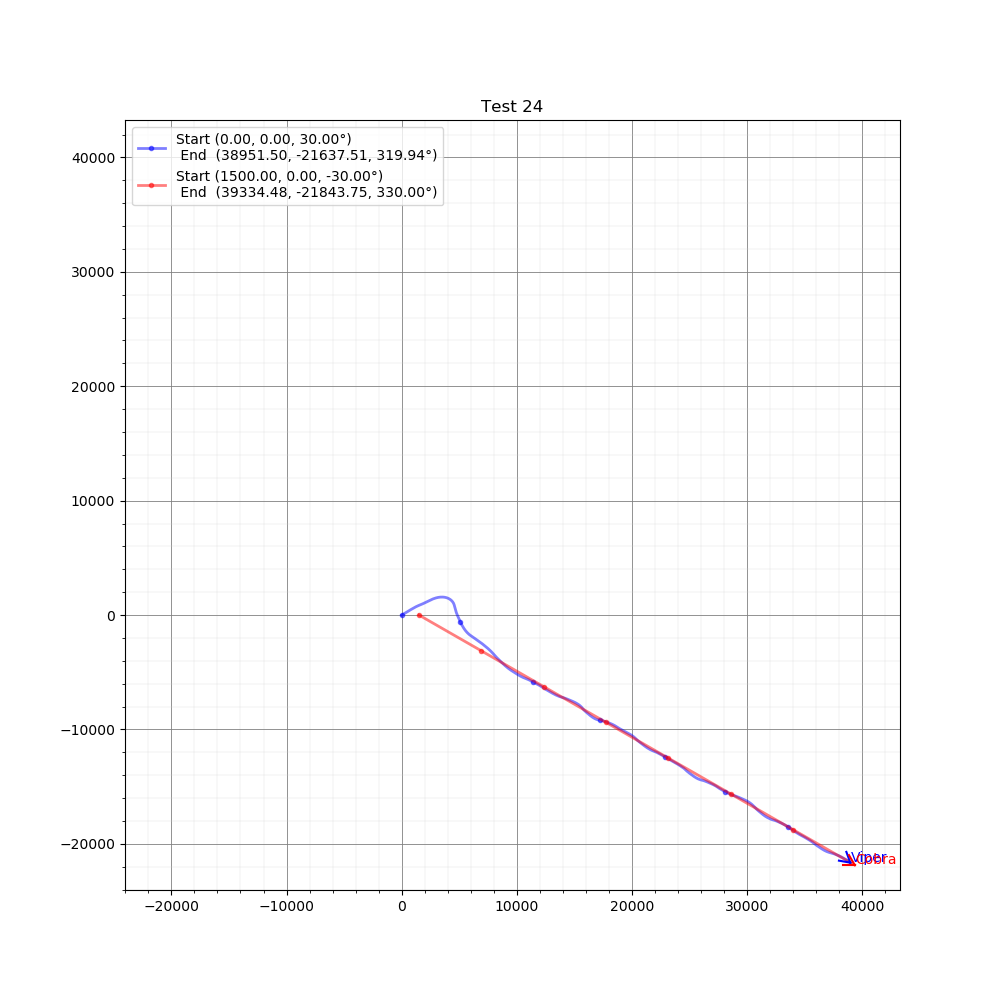 Test 24
Start (0.00, 0.00, 30.00°)
End (38951.50, -21637.51, 319.94°)
Start (1500.00, 0.00, -30.00°)
End (39334.48, -21843.75, 330.00°)
40000
30000
20000
10000
0
−10000
−20000
Viper
Cobra
−20000 −10000 0 10000 20000 30000 40000